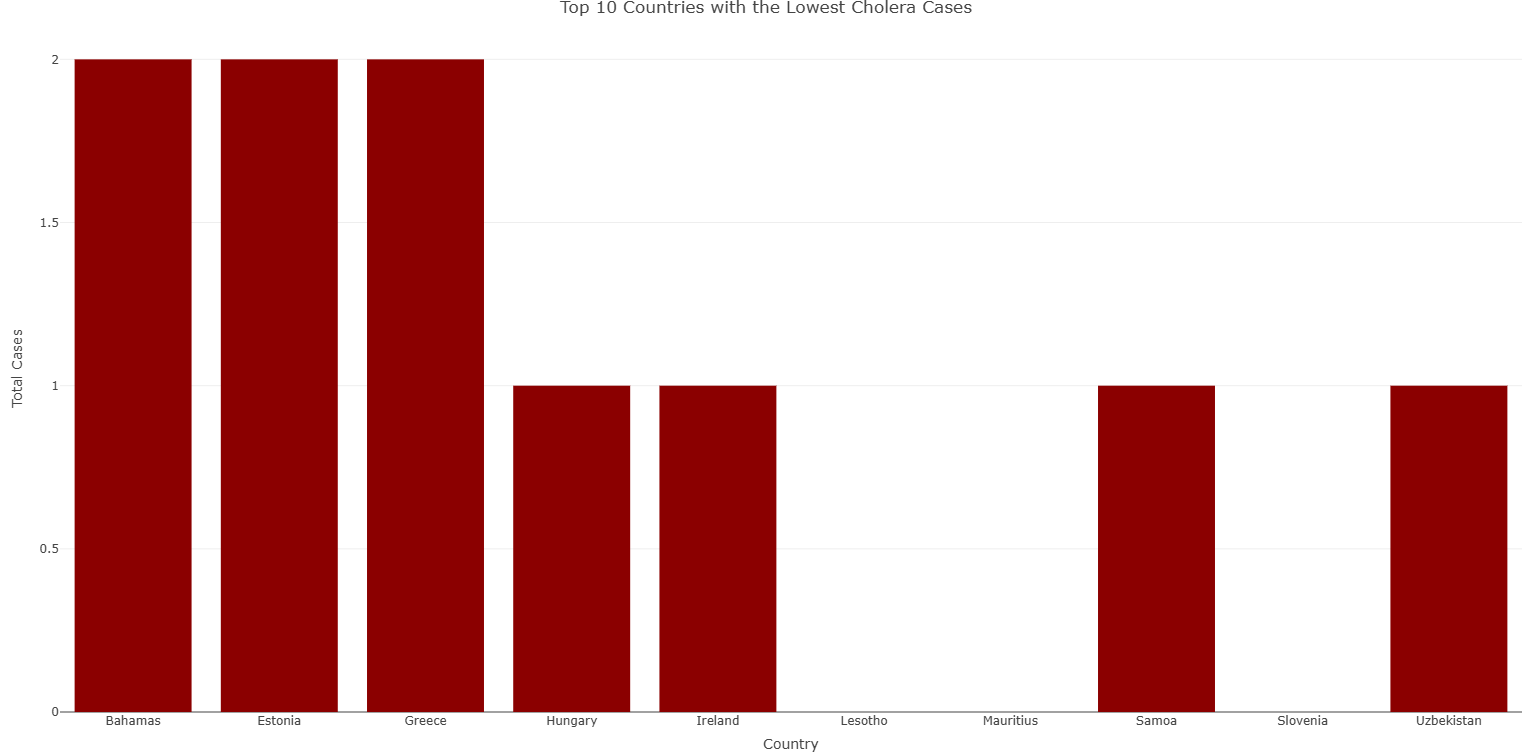 Top 10 Countries with the Lowest Cholera Cases
Total Cases
2
1.5
1
0.5
0
Bahamas Estonia Greece Hungary Ireland Lesotho Mauritius Samoa Slovenia Uzbekistan
Country